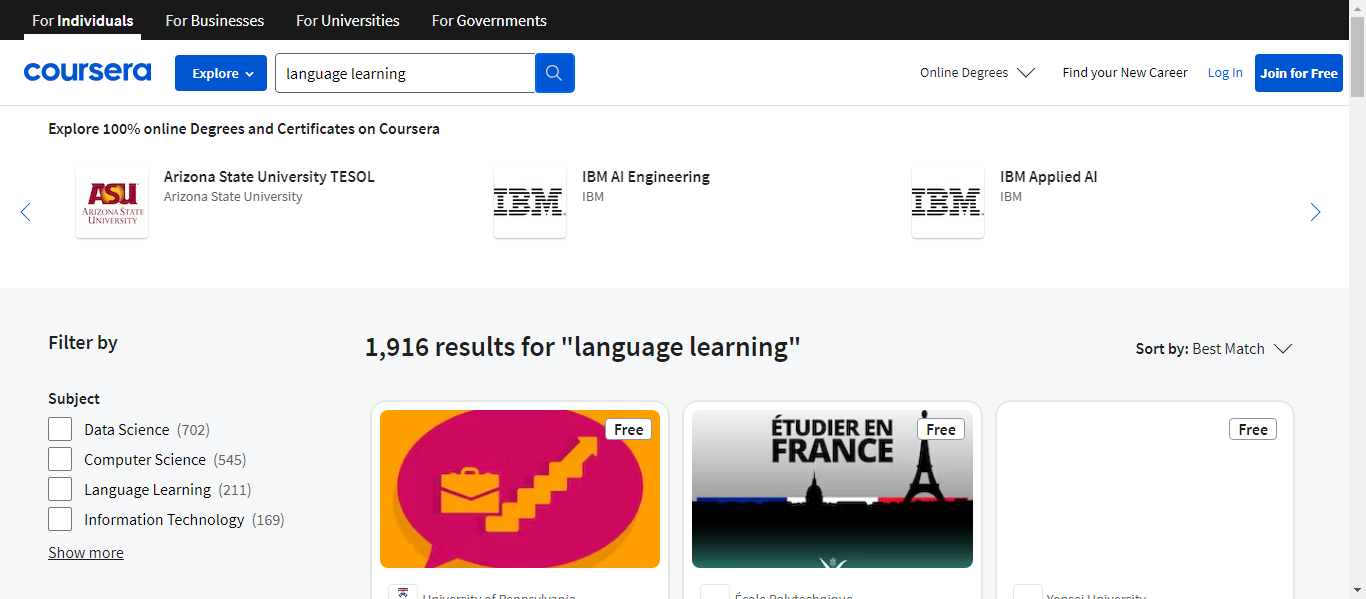 For Individuals For Businesses For Universities For Governments
coursera Explore language learning Online Degrees Find your New Career Log In Join for Free
Explore 100% online Degrees and Certificates on Coursera
Arizona State University TESOL
Arizona State University
ASU
ARIZONA STATE
UNIVERSITY
IBM AI Engineering
IBM
IBM
IBM Applied AI
IBM
IBM
Filter by
1,916 results for "language learning"
Sort by: Best Match
Subject
Data Science (702)
Computer Science (545)
Language Learning (211)
Information Technology (169)
Show more
Free
ÉTUDIER EN
FRANCE
Free
Free
University of Pennsylvania
École Polytechnique
Yonsei University